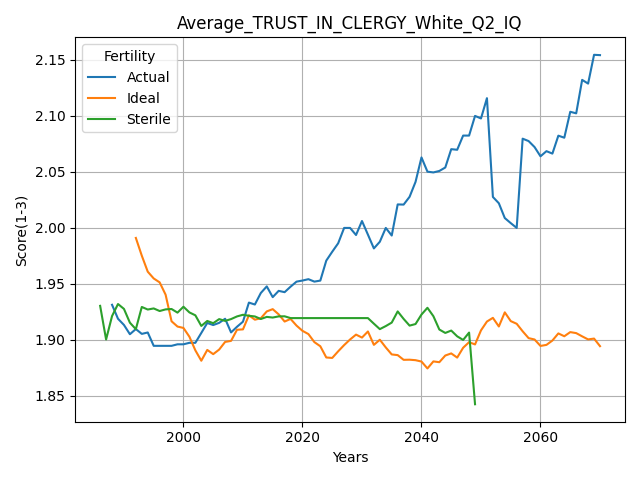 Average_TRUST_IN_CLERGY_White_Q2_IQ
Fertility
Actual
Ideal
Sterile
Score(1-3)
2.15
2.10
2.05
2.00
1.95
1.90
1.85
2000
2020
2040
2060
Years